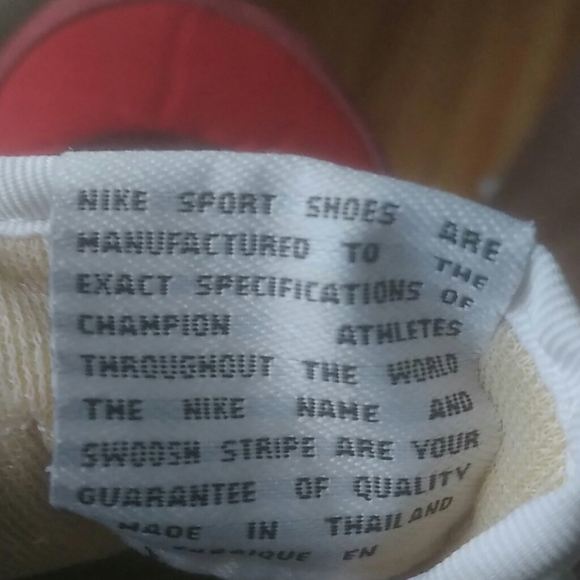 NIKE SPORT SHOES ARE
MANUFACTURED TO THE
EXACT SPECIFICATIONS OF
CHAMPION ATHLETES
THROUGHOUT THE WORLD
THE NIKE NAME AND
SWOOSH STRIPE ARE YOUR
GUARANTEE OF QUALITY
MADE IN THAILAND
EN